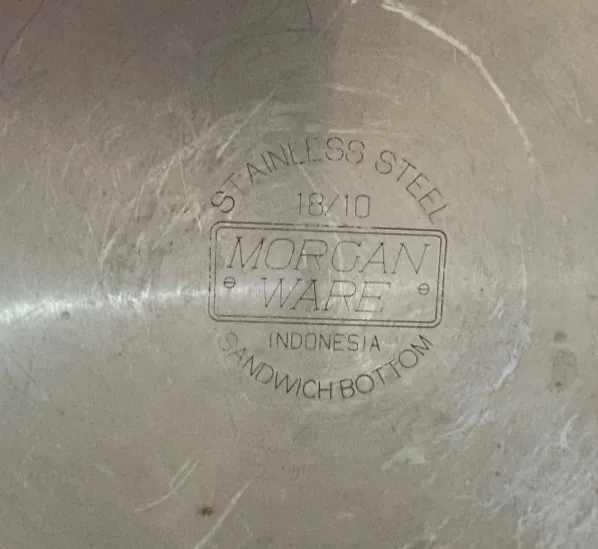 STAINLESS STEEL
18/10
MORGAN
WARE
INDONESIA
SANDWICH BOTTOM